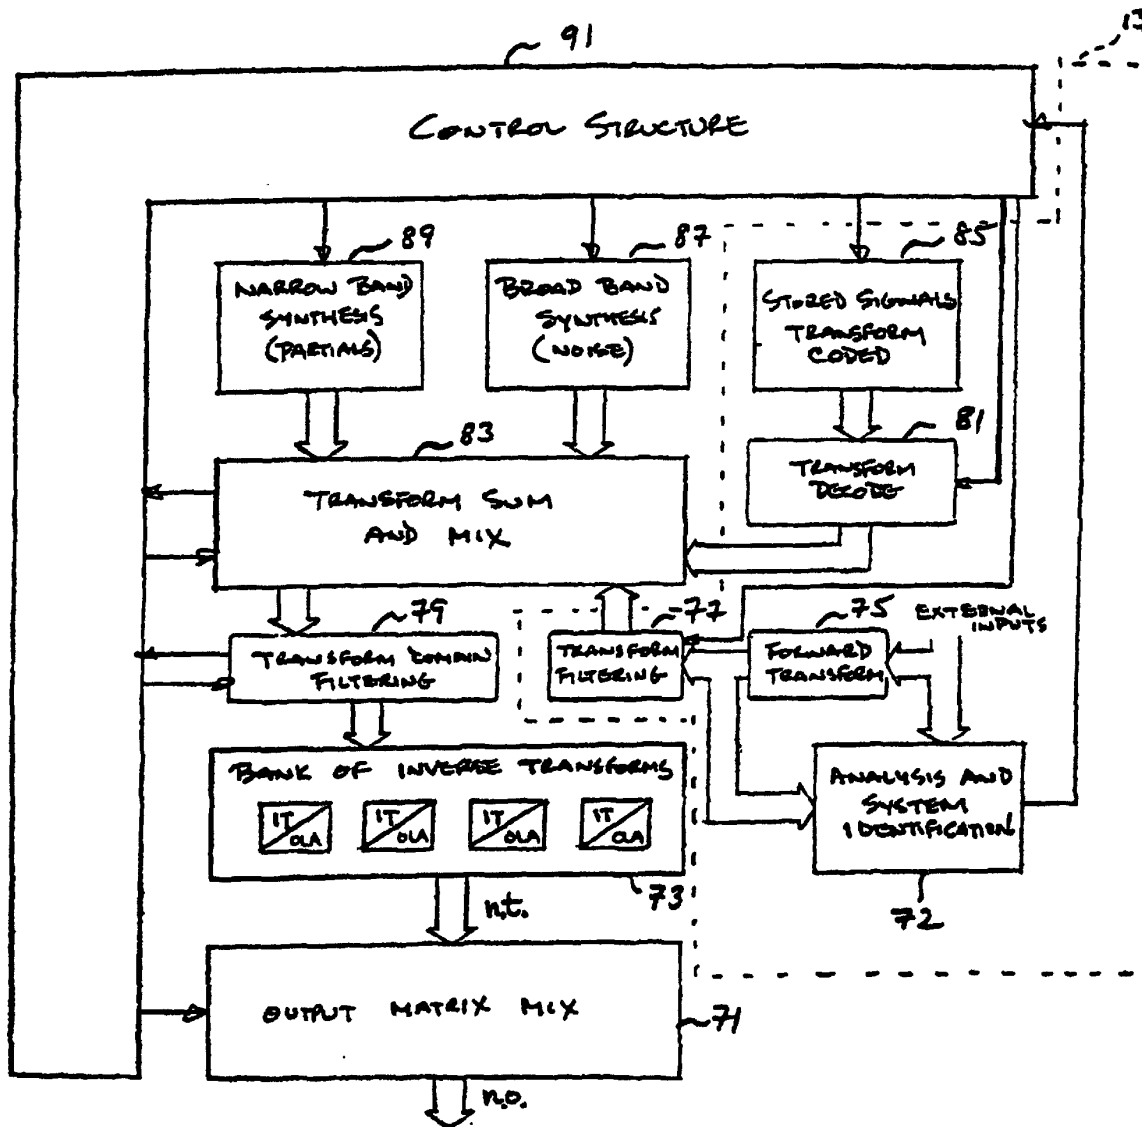 91
CONTROL STRUCTURE
89
87
85
NARROW BAND
SYNTHESIS
(PARTIALS)
BROAD BAND
SYNTHESIS
(NOISE)
STORED SIGNALS
TRANSFORM
CODED
83
81
TRANSFORM SUM
AND MIX
TRANSFORM
DECODE
79
77
75
EXTERNAL
INPUTS
TRANSFORM DOMAIN
FILTERING
TRANSFORM
FILTERING
FORWARD
TRANSFORM
BANK OF INVERSE TRANSFORMS
IT/OLA IT/OLA IT/OLA IT/OLA
ANALYSIS AND
SYSTEM
IDENTIFICATION
73
72
n.t.
OUTPUT MATRIX MIX
71
n.o.